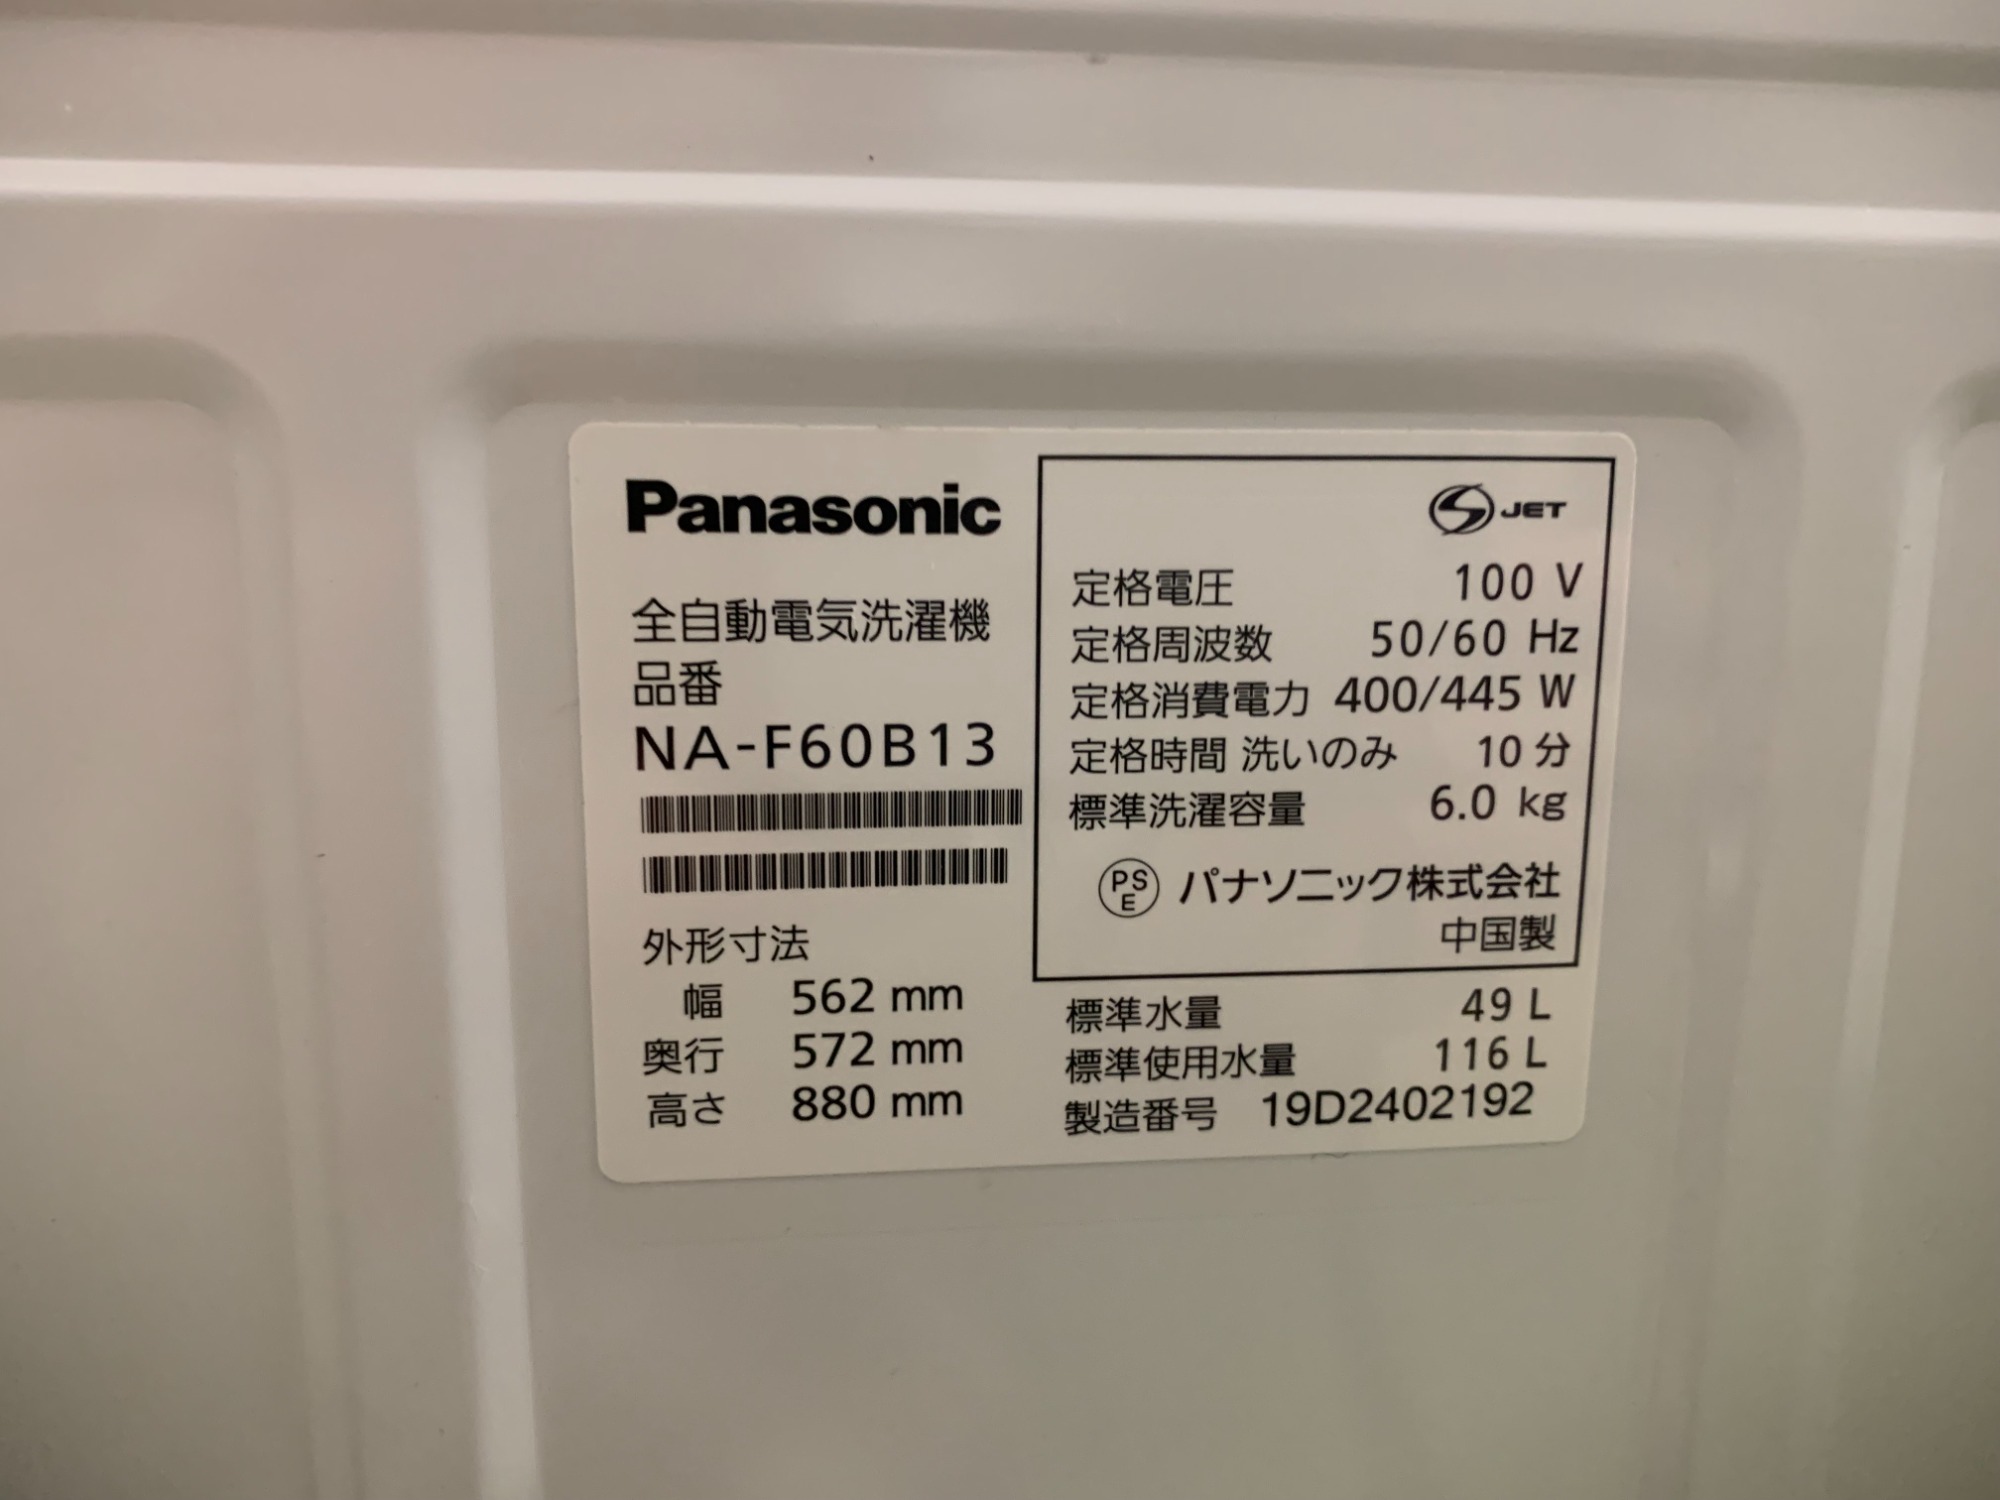 Panasonic
全自動電気洗濯機
品番
NA-F60B13
外形寸法
幅 562 mm
奥行 572 mm
高さ 880 mm
S JET
定格電圧 100 V
定格周波数 50/60 Hz
定格消費電力 400/445 W
定格時間 洗いのみ 10 分
標準洗濯容量 6.0 kg
PS E パナソニック株式会社
中国製
標準水量 49 L
標準使用水量 116 L
製造番号 19D2402192